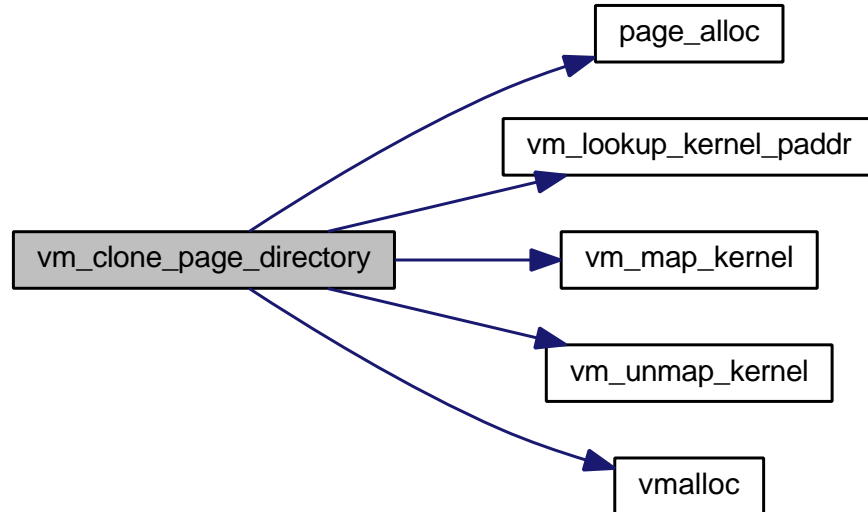 page_alloc
vm_lookup_kernel_paddr
vm_clone_page_directory
vm_map_kernel
vm_unmap_kernel
vmalloc